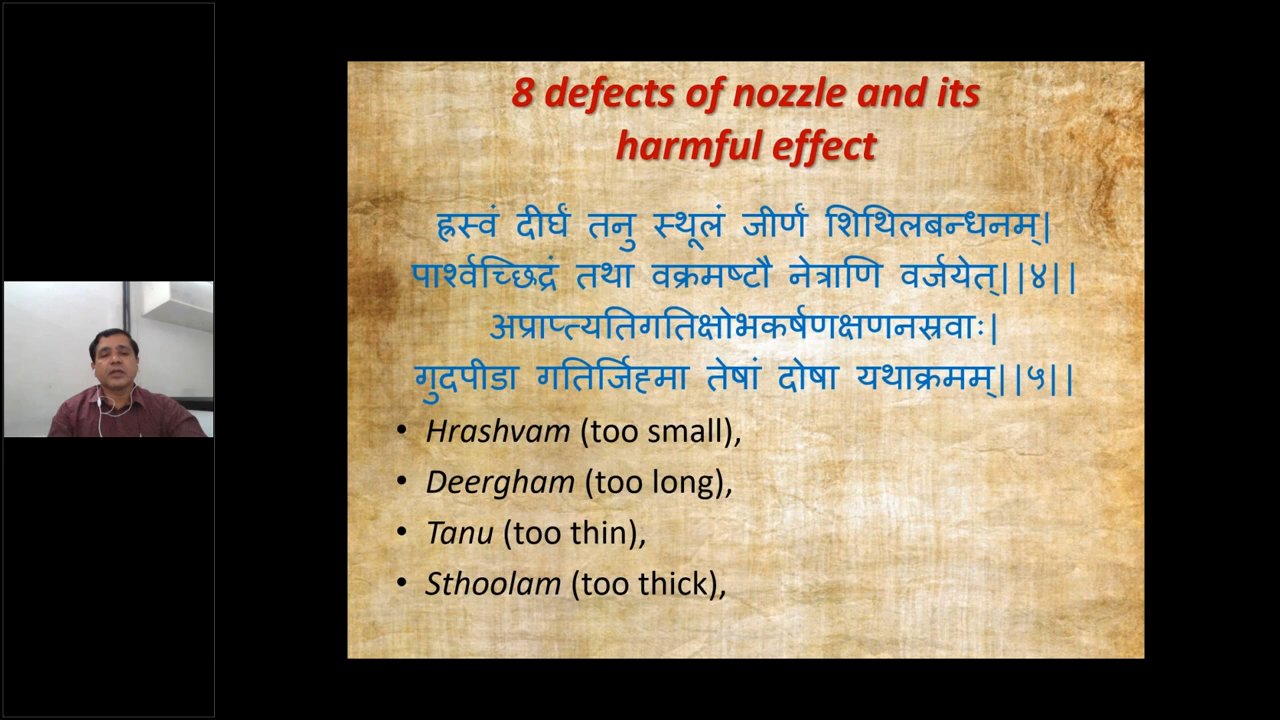 8 defects of nozzle and its
harmful effect
ह्रस्वं दीर्घं तनु स्थूलं जीर्णं शिथिलबन्धनम्|
पार्श्वच्छिद्रं तथा वक्रमष्टौ नेत्राणि वर्जयेत्||४||
अप्राप्त्यतिगतिक्षोभकर्षणक्षणनस्रवाः|
गुदपीडा गतिर्जिह्मा तेषां दोषा यथाक्रमम्||५||
• Hrashvam (too small),
• Deergham (too long),
• Tanu (too thin),
• Sthoolam (too thick),